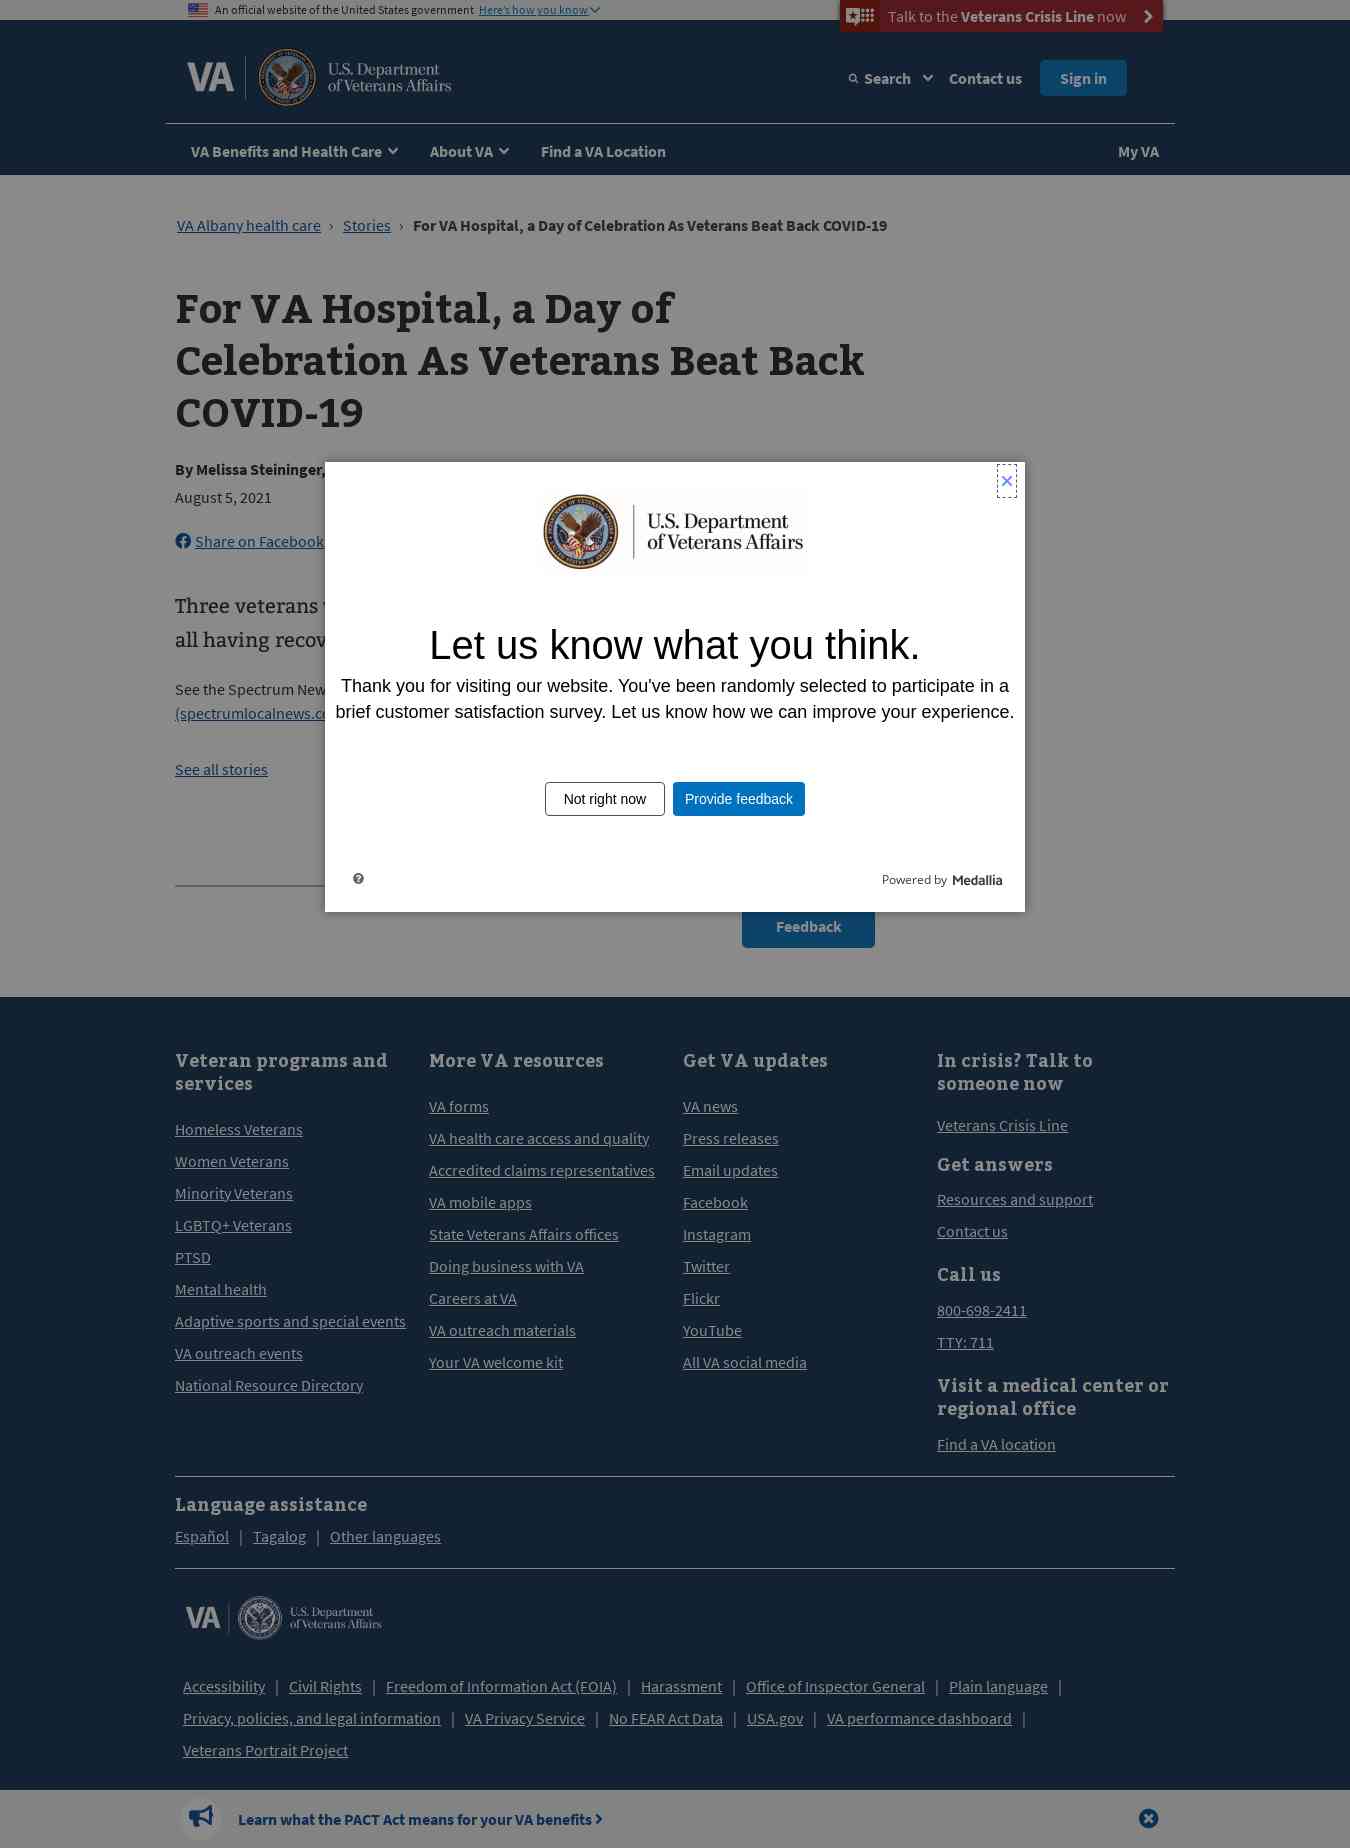 An official website of the United States government Here's how you know
Talk to the Veterans Crisis Line now
VA
U.S. Department
of Veterans Affairs
Search
Contact us
Sign in
VA Benefits and Health Care
About VA
Find a VA Location
My VA
VA Albany health care › Stories › For VA Hospital, a Day of Celebration As Veterans Beat Back COVID-19
For VA Hospital, a Day of
Celebration As Veterans Beat Back
COVID-19
By Melissa Steininger,
August 5, 2021
Share on Facebook
Three veterans
all having
See the Spectrum
See all stories
×
U.S. Department
of Veterans Affairs
Let us know what you think.
Thank you for visiting our website. You've been randomly selected to participate in a
brief customer satisfaction survey. Let us know how we can improve your experience.
Not right now
Provide feedback
Powered by Medallia
Feedback
Veteran programs and
services
Homeless Veterans
Women Veterans
Minority Veterans
LGBTQ+ Veterans
PTSD
Mental health
Adaptive sports and special events
VA outreach events
National Resource Directory
More VA resources
VA forms
VA health care access and quality
Accredited claims representatives
VA mobile apps
State Veterans Affairs offices
Doing business with VA
Careers at VA
VA outreach materials
Your VA welcome kit
Get VA updates
VA news
Press releases
Email updates
Facebook
Instagram
Twitter
Flickr
YouTube
All VA social media
In crisis? Talk to
someone now
Veterans Crisis Line
Get answers
Resources and support
Contact us
Call us
800-698-2411
TTY: 711
Visit a medical center or
regional office
Find a VA location
Language assistance
Español | Tagalog | Other languages
VA
U.S. Department
of Veterans Affairs
Accessibility | Civil Rights | Freedom of Information Act (FOIA) | Harassment | Office of Inspector General | Plain language |
Privacy, policies, and legal information | VA Privacy Service | No FEAR Act Data | USA.gov | VA performance dashboard |
Veterans Portrait Project
Learn what the PACT Act means for your VA benefits